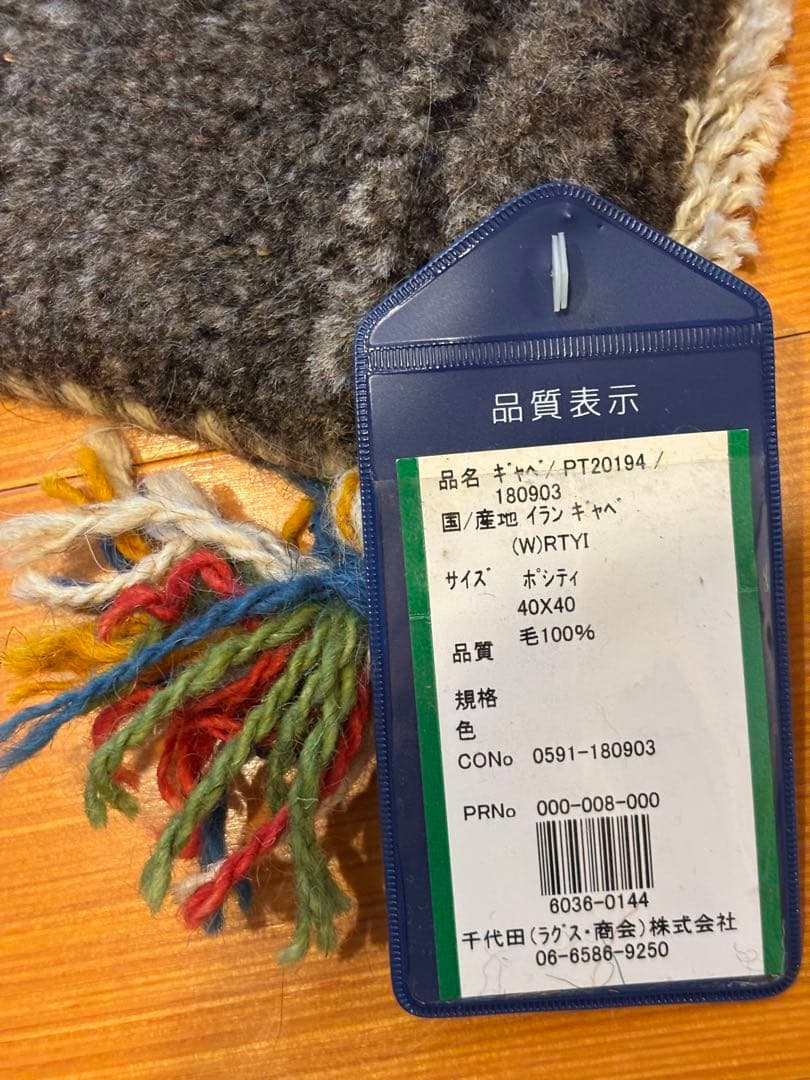 品質表示
品名 ｷﾞｬﾍﾞ/ PT20194 /
180903
国/産地 ｲﾗﾝ ｷﾞｬﾍﾞ
(W)RTYI
ｻｲｽﾞ ﾎﾟｼﾃｨ
40X40
品質 毛100%
規格
色
CONo 0591-180903
PRNo 000-008-000
6036-0144
千代田(ﾗｸﾞｽ･商会)株式会社
06-6586-9250